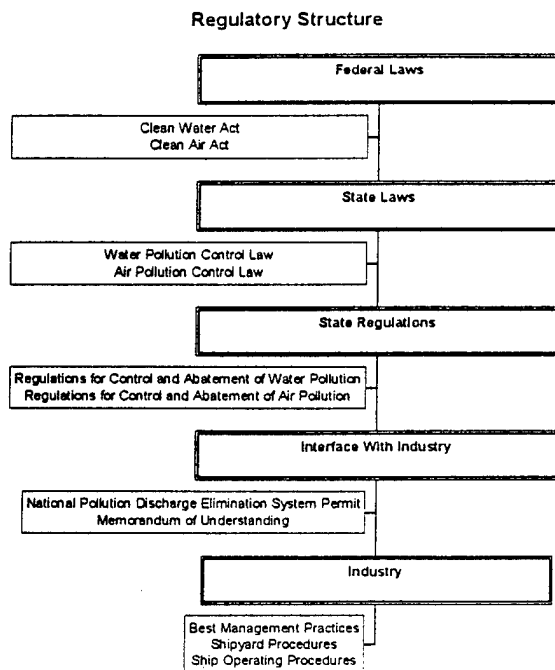 Regulatory Structure
Federal Laws
Clean Water Act
Clean Air Act
State Laws
Water Pollution Control Law
Air Pollution Control Law
State Regulations
Regulations for Control and Abatement of Water Pollution
Regulations for Control and Abatement of Air Pollution
Interface With Industry
National Pollution Discharge Elimination System Permit
Memorandum of Understanding
Industry
Best Management Practices
Shipyard Procedures
Ship Operating Procedures